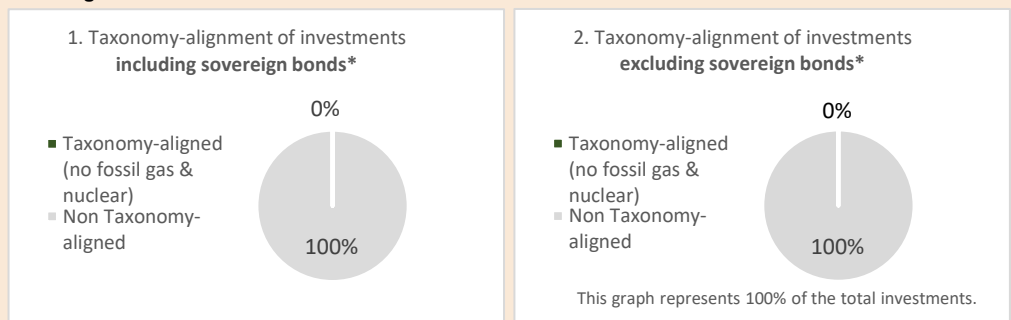 1. Taxonomy-alignment of investments
including sovereign bonds*
0%
Taxonomy-aligned
(no fossil gas &
nuclear)
Non Taxonomy-
aligned
100%
2. Taxonomy-alignment of investments
excluding sovereign bonds*
0%
Taxonomy-aligned
(no fossil gas &
nuclear)
Non Taxonomy-
aligned
100%
This graph represents 100% of the total investments.